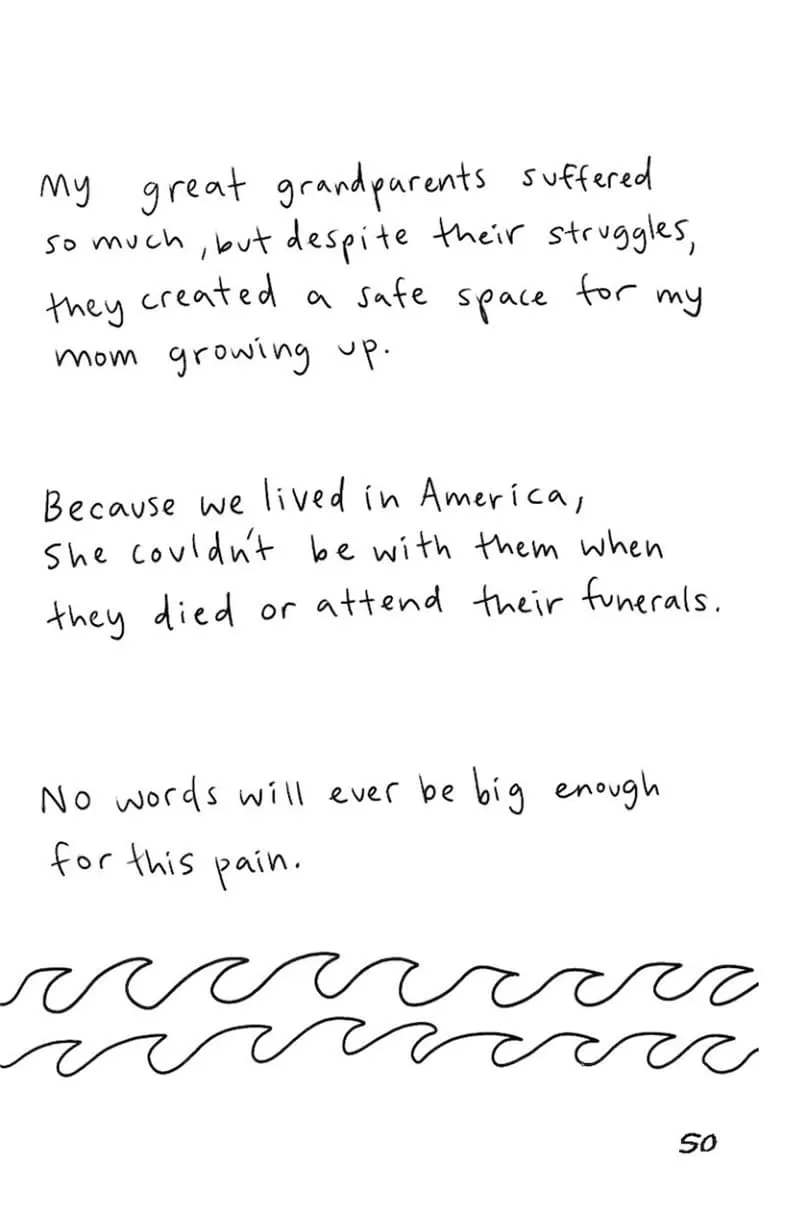 My great grandparents suffered
so much, but despite their struggles,
they created a safe space for my
mom growing up.
Because we lived in America,
She couldn't be with them when
they died or attend their funerals.
No words will ever be big enough
for this pain.
50